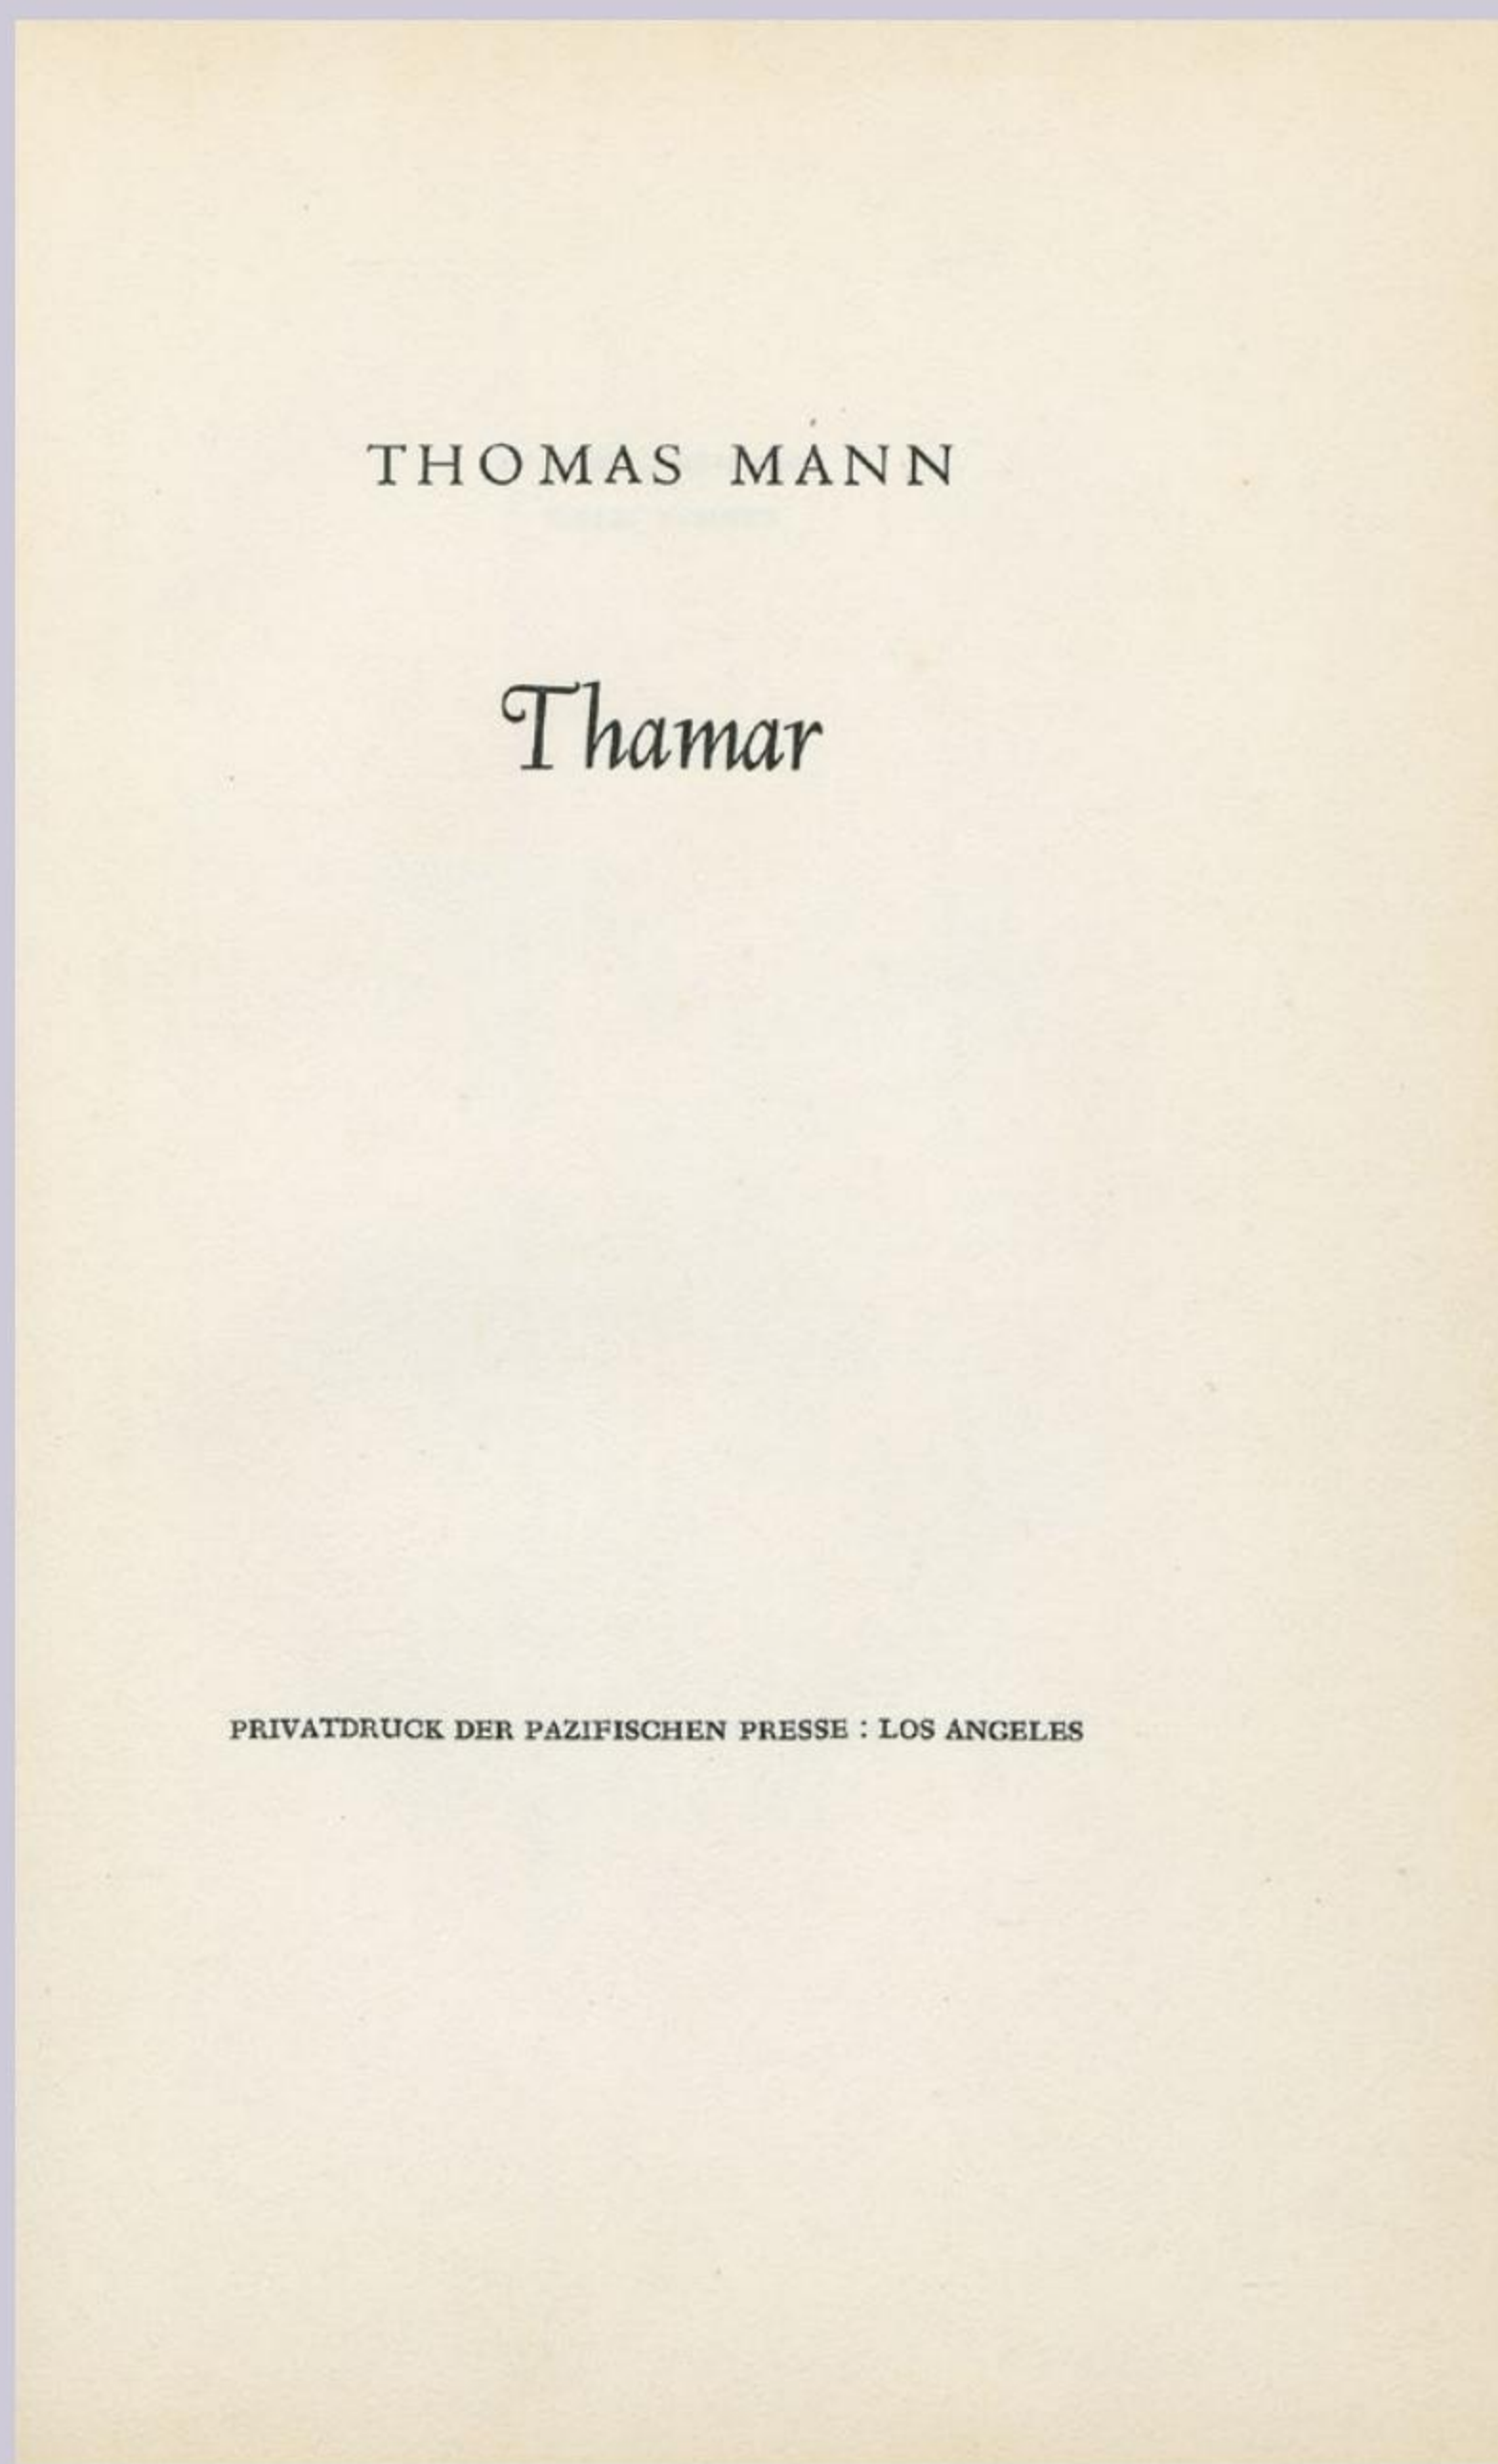 THOMAS MANN
Thamar
PRIVATDRUCK DER PAZIFISCHEN PRESSE : LOS ANGELES